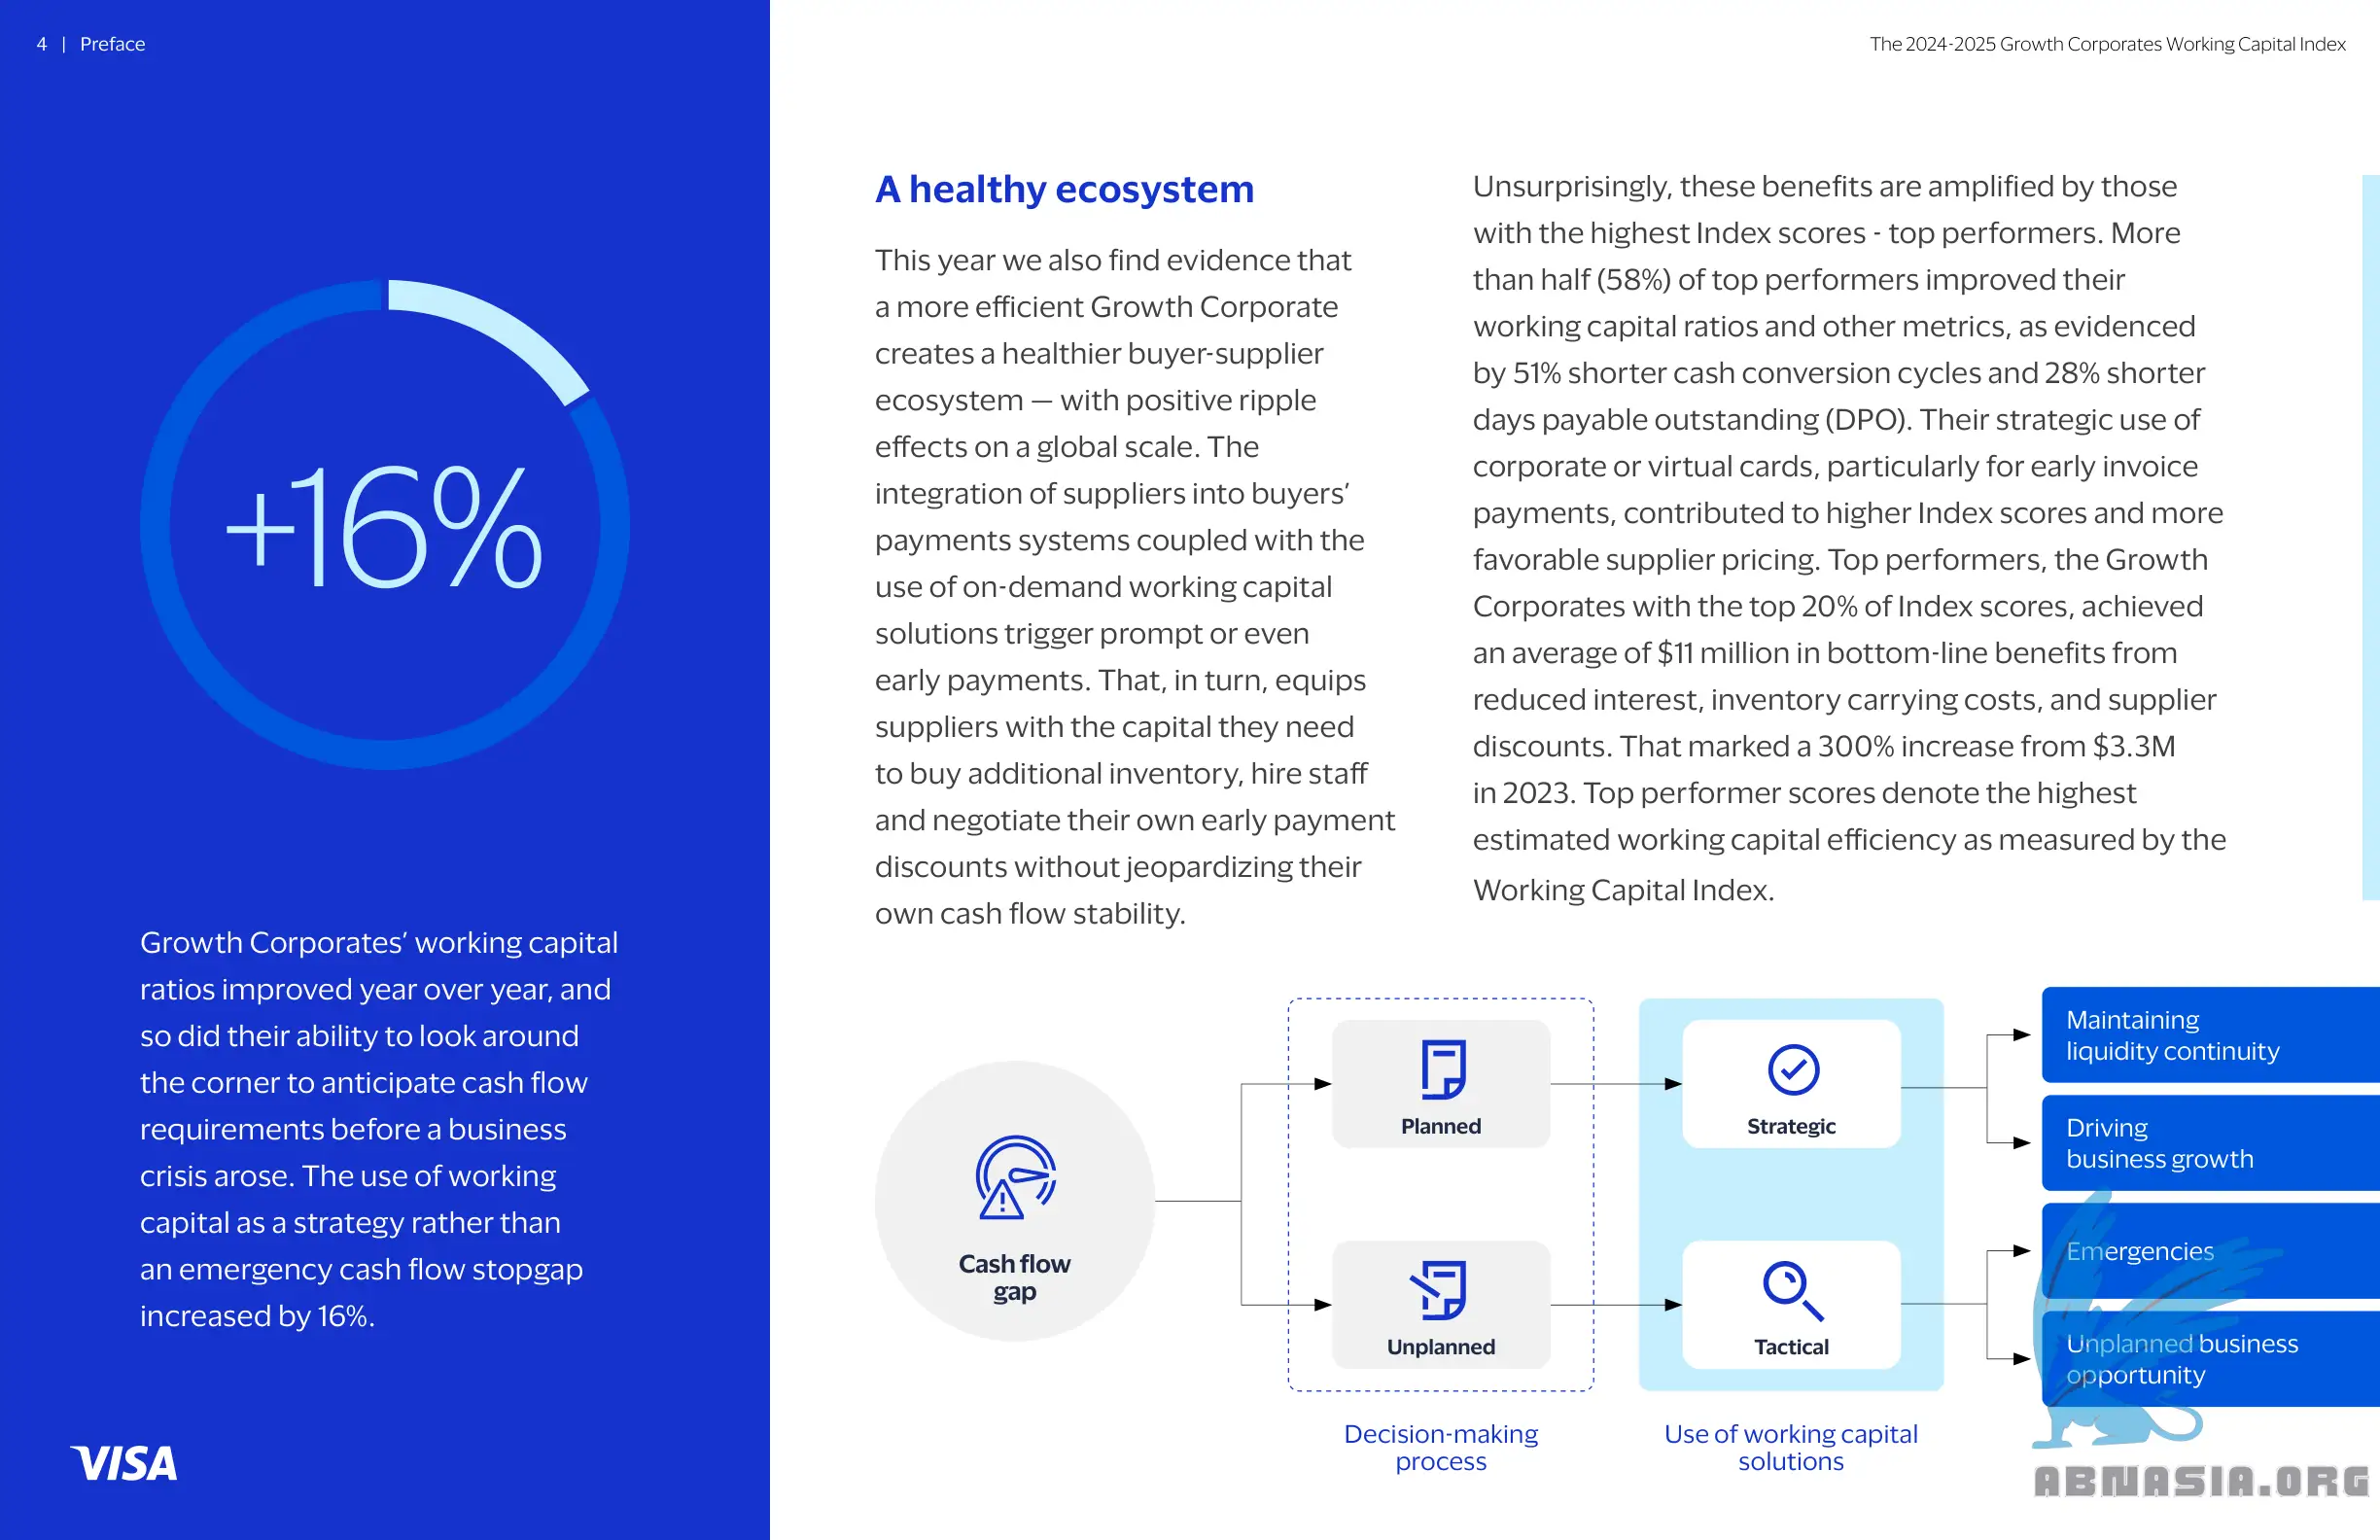 4 | Preface
The 2024-2025 Growth Corporates Working Capital Index
+16%
Growth Corporates’ working capital
ratios improved year over year, and
so did their ability to look around
the corner to anticipate cash flow
requirements before a business
crisis arose. The use of working
capital as a strategy rather than
an emergency cash flow stopgap
increased by 16%.
VISA
A healthy ecosystem
This year we also find evidence that
a more efficient Growth Corporate
creates a healthier buyer-supplier
ecosystem — with positive ripple
effects on a global scale. The
integration of suppliers into buyers’
payments systems coupled with the
use of on-demand working capital
solutions trigger prompt or even
early payments. That, in turn, equips
suppliers with the capital they need
to buy additional inventory, hire staff
and negotiate their own early payment
discounts without jeopardizing their
own cash flow stability.
Unsurprisingly, these benefits are amplified by those
with the highest Index scores - top performers. More
than half (58%) of top performers improved their
working capital ratios and other metrics, as evidenced
by 51% shorter cash conversion cycles and 28% shorter
days payable outstanding (DPO). Their strategic use of
corporate or virtual cards, particularly for early invoice
payments, contributed to higher Index scores and more
favorable supplier pricing. Top performers, the Growth
Corporates with the top 20% of Index scores, achieved
an average of $11 million in bottom-line benefits from
reduced interest, inventory carrying costs, and supplier
discounts. That marked a 300% increase from $3.3M
in 2023. Top performer scores denote the highest
estimated working capital efficiency as measured by the
Working Capital Index.
Cash flow
gap
Planned
Unplanned
Decision-making
process
Strategic
Tactical
Use of working capital
solutions
Maintaining
liquidity continuity
Driving
business growth
Emergencies
Unplanned business
opportunity
ABNASIA.ORG